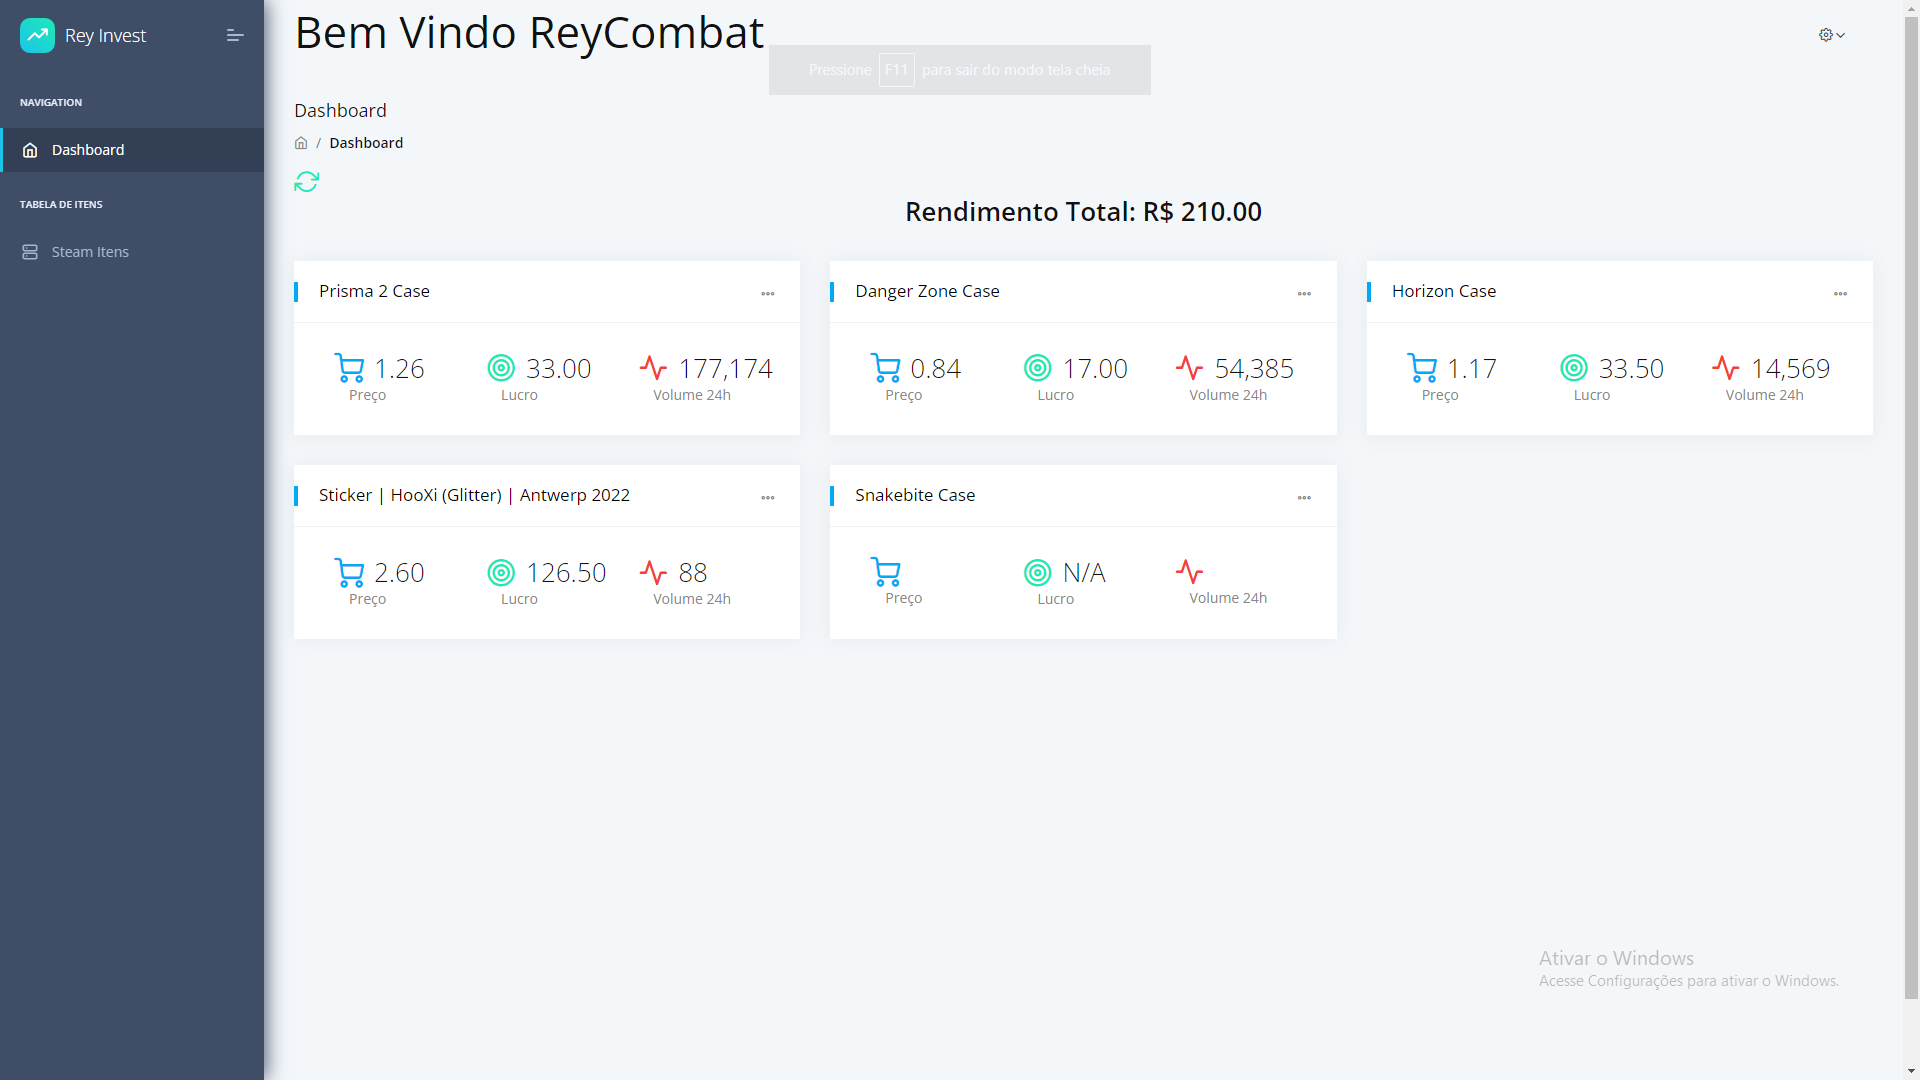 Rey Invest
NAVIGATION
Dashboard
TABELA DE ITENS
Steam Itens
Bem Vindo ReyCombat
Pressione F11 para sair do modo tela cheia
Dashboard
/ Dashboard
Rendimento Total: R$ 210.00
Prisma 2 Case
1.26
Preço
33.00
Lucro
177,174
Volume 24h
Danger Zone Case
0.84
Preço
17.00
Lucro
54,385
Volume 24h
Horizon Case
1.17
Preço
33.50
Lucro
14,569
Volume 24h
Sticker | HooXi (Glitter) | Antwerp 2022
2.60
Preço
126.50
Lucro
88
Volume 24h
Snakebite Case
Preço
N/A
Lucro
Volume 24h
Ativar o Windows
Acesse Configurações para ativar o Windows.